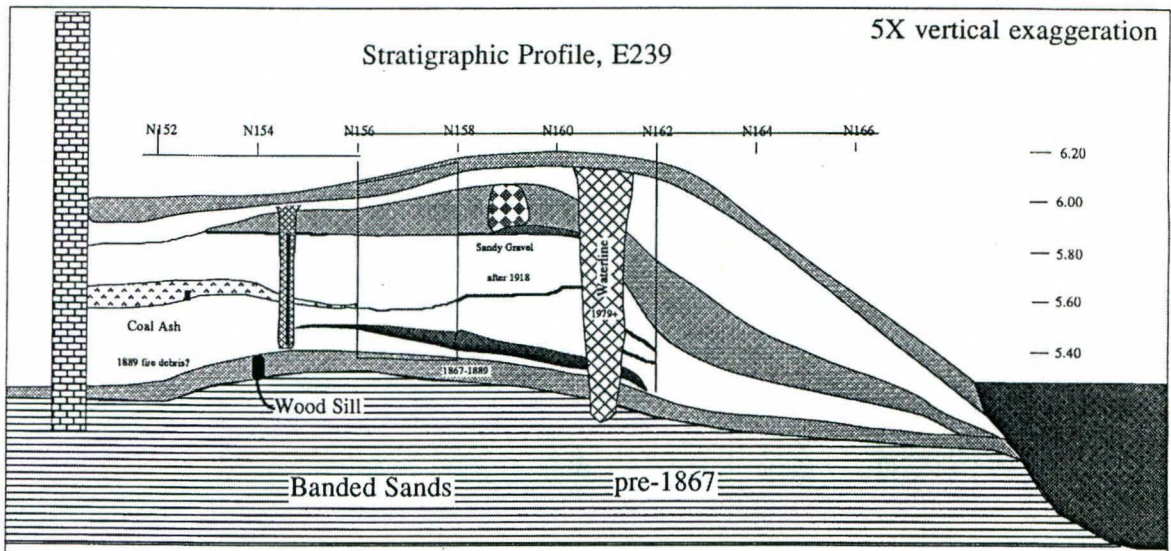 5X vertical exaggeration
Stratigraphic Profile, E239
N152 N154 N156 N158 N160 N162 N164 N166
6.20
6.00
5.80
5.60
5.40
Sandy Gravel
after 1918
Waterline
1979+
Coal Ash
1889 fire debris?
1867-1889
Wood Sill
Banded Sands pre-1867